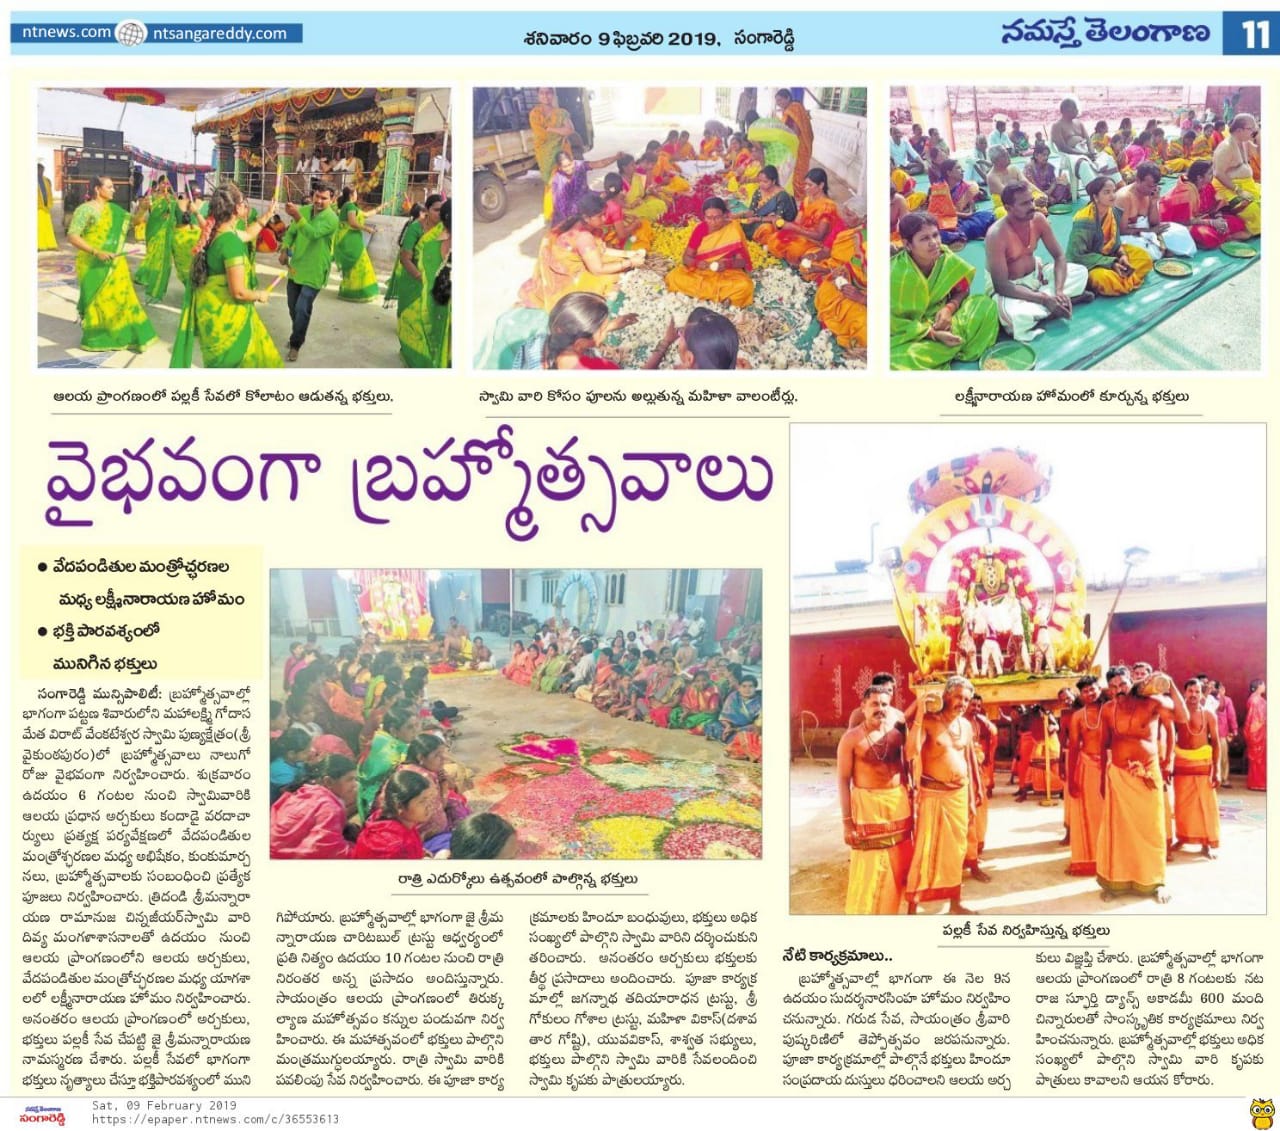 ntnews.com ntsangareddy.com
శనివారం 9 ఫిబ్రవరి 2019, సంగారెడ్డి
నమస్తే తెలంగాణ 11
ఆలయ ప్రాంగణంలో పల్లకీ సేవలో కోలాటం ఆడుతన్న భక్తులు.
స్వామి వారి కోసం పూలను అల్లుతున్న మహిళా వాలంటీర్లు.
లక్ష్మీనారాయణ హోమంలో కూర్చున్న భక్తులు
వైభవంగా బ్రహ్మోత్సవాలు
● వేదపండితుల మంత్రోచ్ఛరణల
మధ్య లక్ష్మీనారాయణ హోమం
● భక్తి పారవశ్యంలో
మునిగిన భక్తులు
రాత్రి ఎదుర్కోలు ఉత్సవంలో పాల్గొన్న భక్తులు
పల్లకీ సేవ నిర్వహిస్తున్న భక్తులు
సంగారెడ్డి మున్సిపాలిటీ: బ్రహ్మోత్సవాల్లో
భాగంగా పట్టణ శివారులోని మహాలక్ష్మి గోదాస
మేత విరాట్ వేంకటేశ్వర స్వామి పుణ్యక్షేత్రం(శ్రీ
వైకుంఠపురం)లో బ్రహ్మోత్సవాలు నాలుగో
రోజు వైభవంగా నిర్వహించారు. శుక్రవారం
ఉదయం 6 గంటల నుంచి స్వామివారికి
ఆలయ ప్రధాన అర్చకులు కందాడై వరదాచా
ర్యులు ప్రత్యక్ష పర్యవేక్షణలో వేదపండితుల
మంత్రోశ్ఛరణల మధ్య అభిషేకం, కుంకుమార్చ
నలు, బ్రహ్మోత్సవాలకు సంబంధించి ప్రత్యేక
పూజలు నిర్వహించారు. త్రిదండి శ్రీమన్నారా
యణ రామానుజ చిన్నజీయర్‌స్వామి వారి
దివ్య మంగళాశాసనాలతో ఉదయం నుంచి
ఆలయ ప్రాంగణంలోని ఆలయ అర్చకులు,
వేదపండితుల మంత్రోచ్ఛరణల మధ్య యాగశా
లలో లక్ష్మీనారాయణ హోమం నిర్వహించారు.
అనంతరం ఆలయ ప్రాంగణంలో అర్చకులు,
భక్తులు పల్లకీ సేవ చేపట్టి జై శ్రీమన్నారాయణ
నామస్మరణ చేశారు. పల్లకీ సేవలో భాగంగా
భక్తులు నృత్యాలు చేస్తూ భక్తిపారవశ్యంలో ముని
గిపోయారు. బ్రహ్మోత్సవాల్లో భాగంగా జై శ్రీమ
న్నారాయణ చారిటబుల్ ట్రస్టు ఆధ్వర్యంలో
ప్రతి నిత్యం ఉదయం 10 గంటల నుంచి రాత్రి
నిరంతర అన్న ప్రసాదం అందిస్తున్నారు.
సాయంత్రం ఆలయ ప్రాంగణంలో తిరుక్క
ల్యాణ మహోత్సవం కన్నుల పండువగా నిర్వ
హించారు. ఈ మహాత్సవంలో భక్తులు పాల్గొని
మంత్రముగ్ధులయ్యారు. రాత్రి స్వామి వారికి
పవలింపు సేవ నిర్వహించారు. ఈ పూజా కార్య
క్రమాలకు హిందూ బంధువులు, భక్తులు అధిక
సంఖ్యలో పాల్గొని స్వామి వారిని దర్శించుకుని
తరించారు. అనంతరం అర్చకులు భక్తులకు
తీర్థ ప్రసాదాలు అందించారు. పూజా కార్యక్ర
మాల్లో జగన్నాధ తదియారాధన ట్రస్టు, శ్రీ
గోకులం గోశాల ట్రస్టు, మహిళా వికాస్(దశావ
తార గోష్టి), యువవికాస్, శాశ్వత సభ్యులు,
భక్తులు పాల్గొని స్వామి వారికి సేవలందించి
స్వామి కృపకు పాత్రులయ్యారు.
నేటి కార్యక్రమాలు..
బ్రహ్మోత్సవాల్లో భాగంగా ఈ నెల 9న
ఉదయం సుదర్శనారసింహ హోమం నిర్వహిం
చనున్నారు. గరుడ సేవ, సాయంత్రం శ్రీవారి
పుష్కరిణిలో తెప్పోత్సవం జరపనున్నారు.
పూజా కార్యక్రమాల్లో పాల్గొనే భక్తులు హిందూ
సంప్రదాయ దుస్తులు ధరించాలని ఆలయ అర్చ
కులు విజ్ఞప్తి చేశారు. బ్రహ్మోత్సవాల్లో భాగంగా
ఆలయ ప్రాంగణంలో రాత్రి 8 గంటలకు నట
రాజ స్ఫూర్తి డ్యాన్స్ అకాడమీ 600 మంది
చిన్నారులతో సాంస్కృతిక కార్యక్రమాలు నిర్వ
హించనున్నారు. బ్రహ్మోత్సవాల్లో భక్తులు అధిక
సంఖ్యలో పాల్గొని స్వామి వారి కృపకు
పాత్రులు కావాలని ఆయన కోరారు.
నమస్తే తెలంగాణ
సంగారెడ్డి
Sat, 09 February 2019
https://epaper.ntnews.com/c/36553613